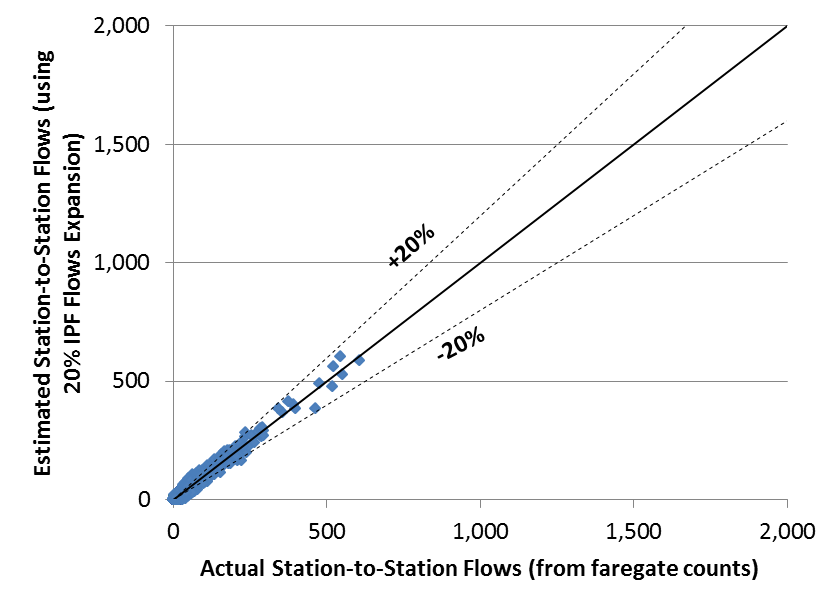 Estimated Station-to-Station Flows (using
20% IPF Flows Expansion)
2,000
1,500
1,000
500
0
+20%
-20%
0 500 1,000 1,500 2,000
Actual Station-to-Station Flows (from faregate counts)